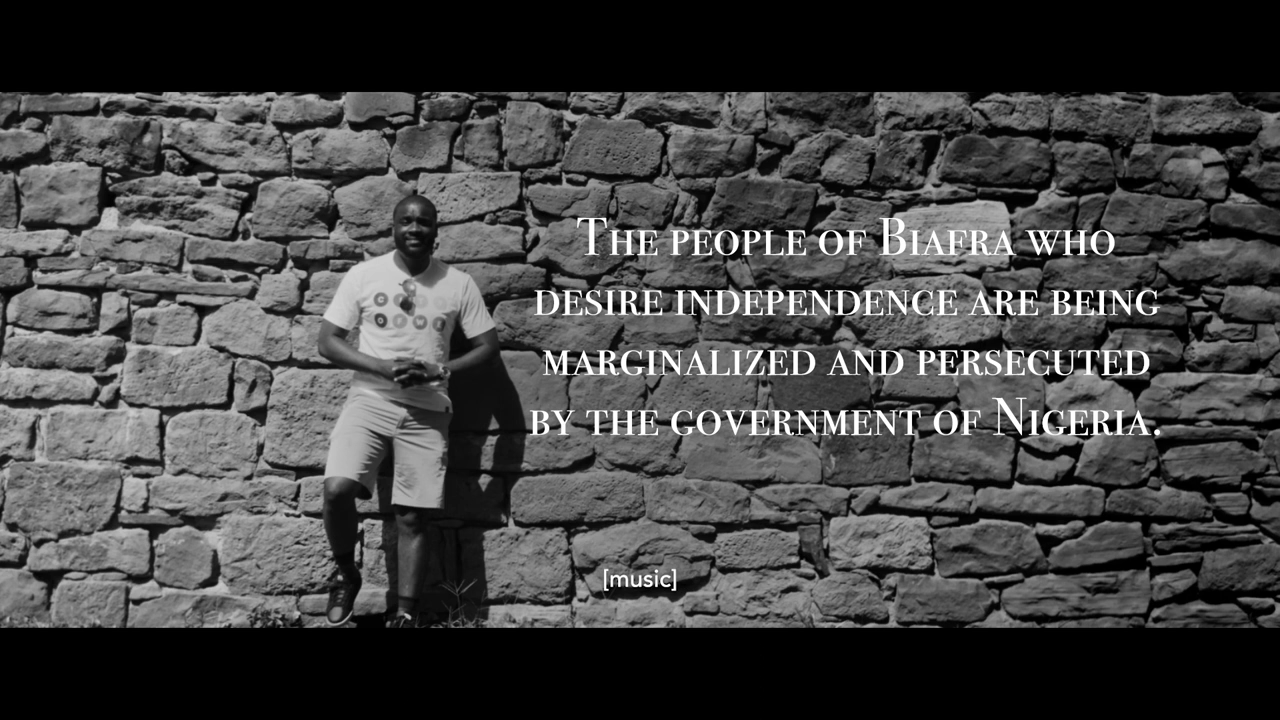 The people of Biafra who
desire independence are being
marginalized and persecuted
by the government of Nigeria.
[music]